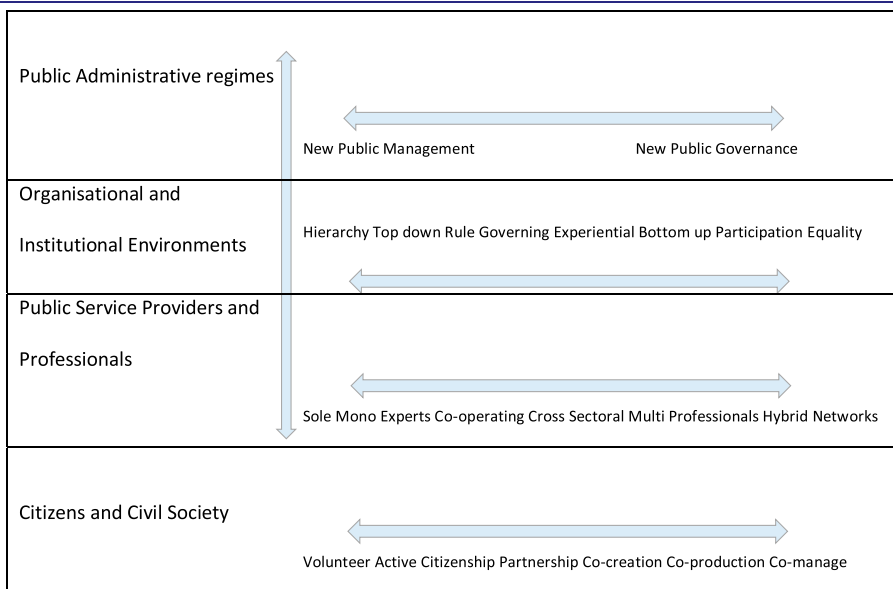 Public Administrative regimes
New Public Management New Public Governance
Organisational and
Institutional Environments
Hierarchy Top down Rule Governing Experiential Bottom up Participation Equality
Public Service Providers and
Professionals
Sole Mono Experts Co-operating Cross Sectoral Multi Professionals Hybrid Networks
Citizens and Civil Society
Volunteer Active Citizenship Partnership Co-creation Co-production Co-manage